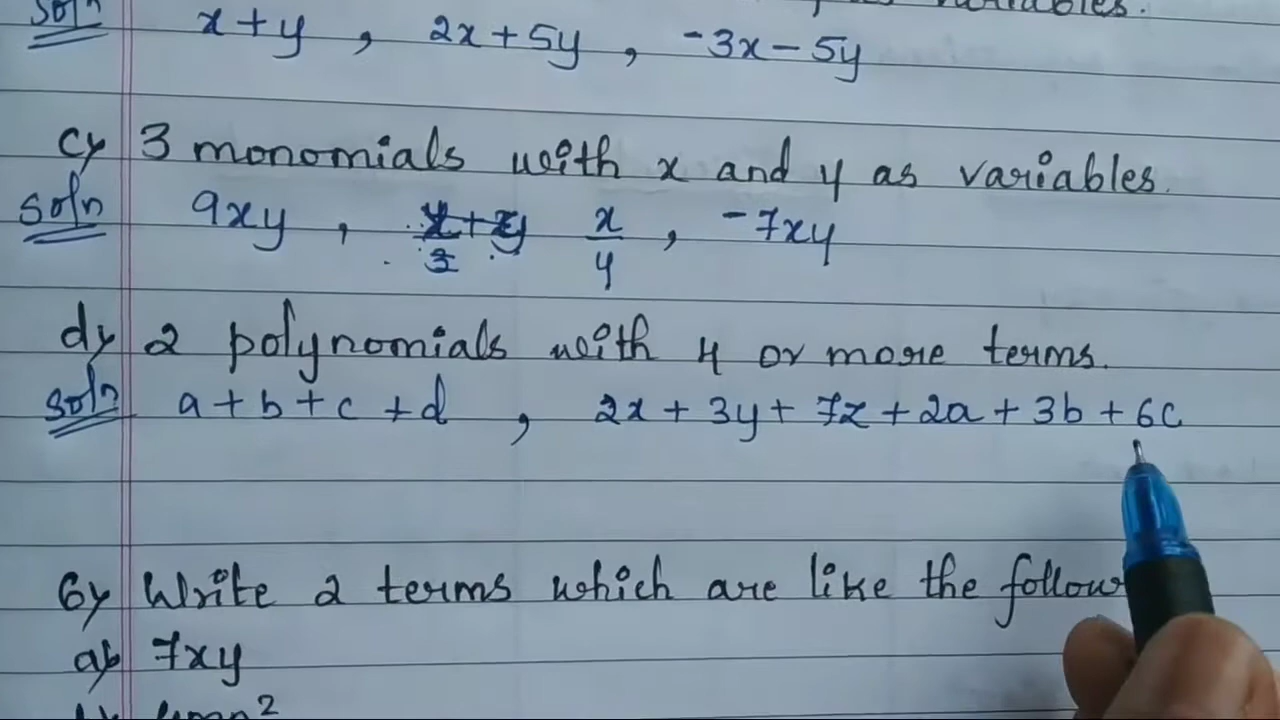 variables.
Soln x+y , 2x+5y , -3x-5y
c) 3 monomials with x and y as variables.
Soln 9xy , x/y , -7xy
d) 2 polynomials with 4 or more terms.
Soln a+b+c+d , 2x+3y+7z+2a+3b+6c
6) Write 2 terms which are like the follow
a) 7xy